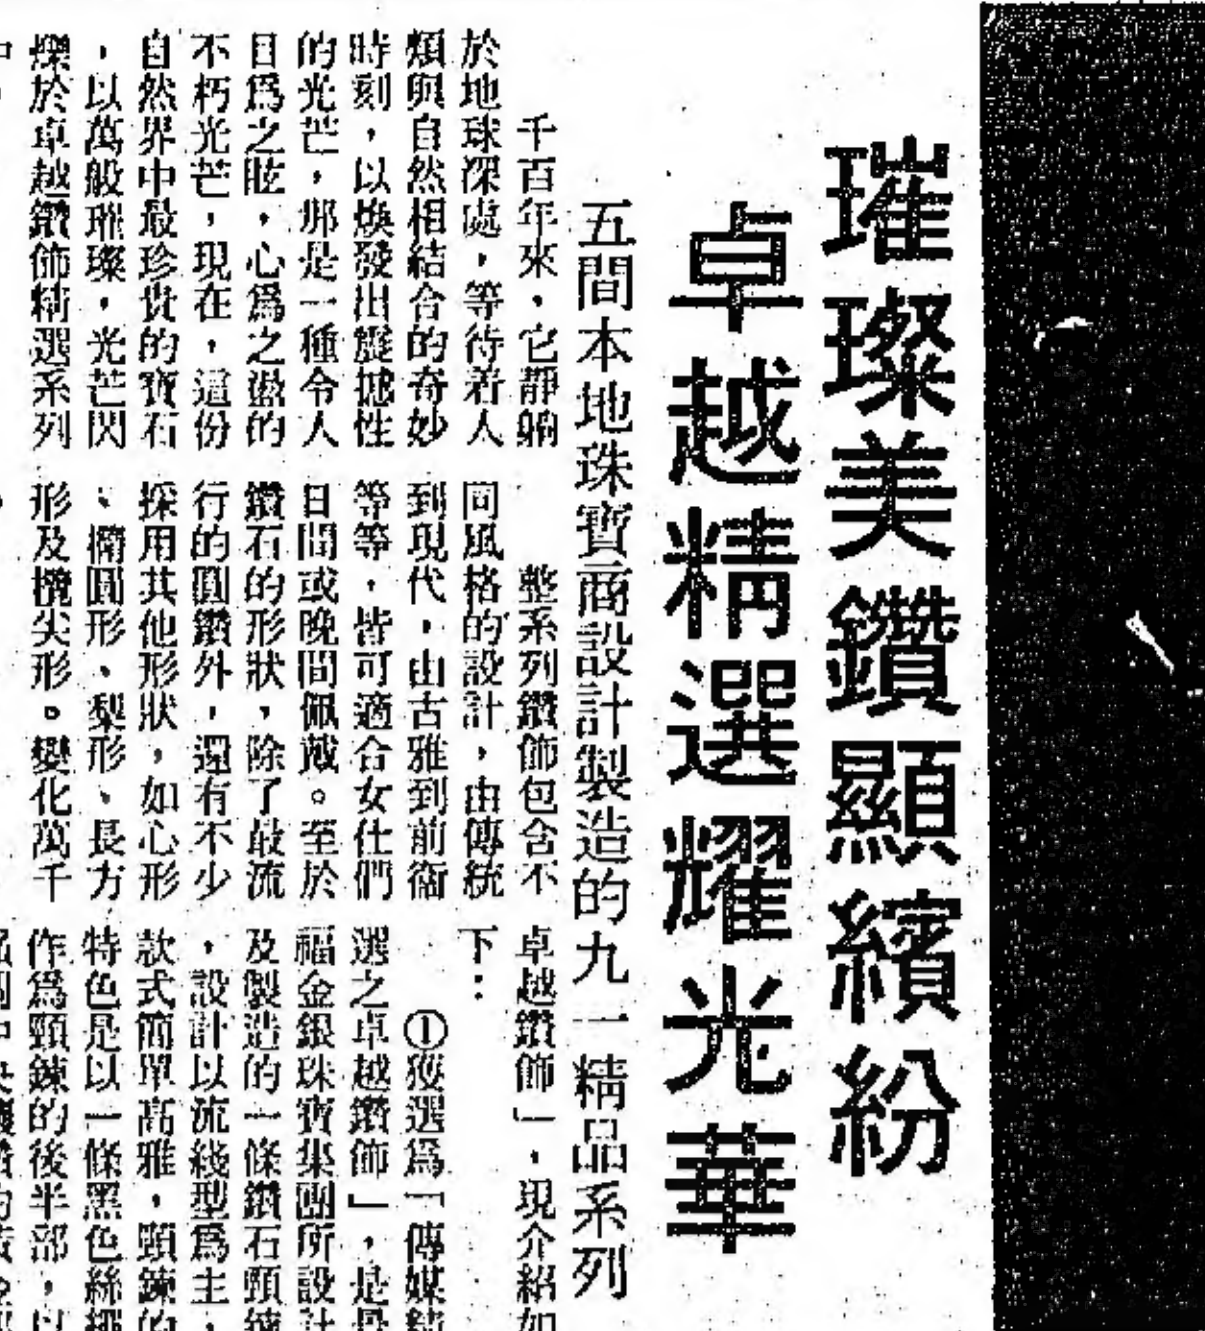 璀璨美鑽顯繽紛
卓越精選耀光華
五間本地珠寶商設計製造的九一精品系列
千百年來，它靜躺
於地球深處，等待着人
類與自然相結合的奇妙
時刻，以煥發出震撼性
的光芒，那是一種令人
目爲之眩，心爲之盪的
不朽光芒，現在，這份
自然界中最珍貴的寶石
，以萬般璀璨，光芒閃
爍於卓越鑽飾精選系列
整系列鑽飾包含不
同風格的設計，由傳統
到現代，由古雅到前衞
等等，皆可適合女仕們
日間或晚間佩戴。至於
鑽石的形狀，除了最流
行的圓鑽外，還有不少
採用其他形狀，如心形
、橢圓形、梨形、長方
形及欖尖形。變化萬千
卓越鑽飾」，現介紹如
下：
①獲選爲「傳媒精
選之卓越鑽飾」，是
福金銀珠寶集團所設計
及製造的一條鑽石頸鍊
，設計以流綫型爲主，
款式簡單高雅，頸鍊的
特色是以一條黑色絲繩
作爲頸鍊的後半部，以